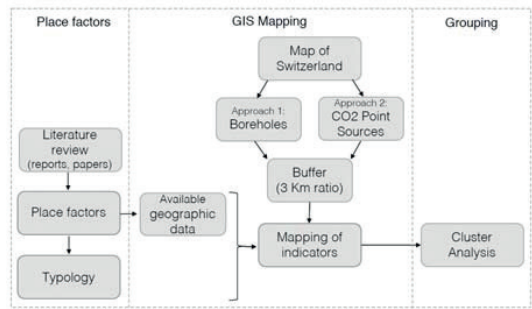 Place factors
GIS Mapping
Grouping
Map of
Switzerland
Approach 1:
Boreholes
Approach 2:
CO2 Point
Sources
Literature
review
(reports, papers)
Buffer
(3 Km ratio)
Place factors
Available
geographic
data
Mapping of
indicators
Cluster
Analysis
Typology